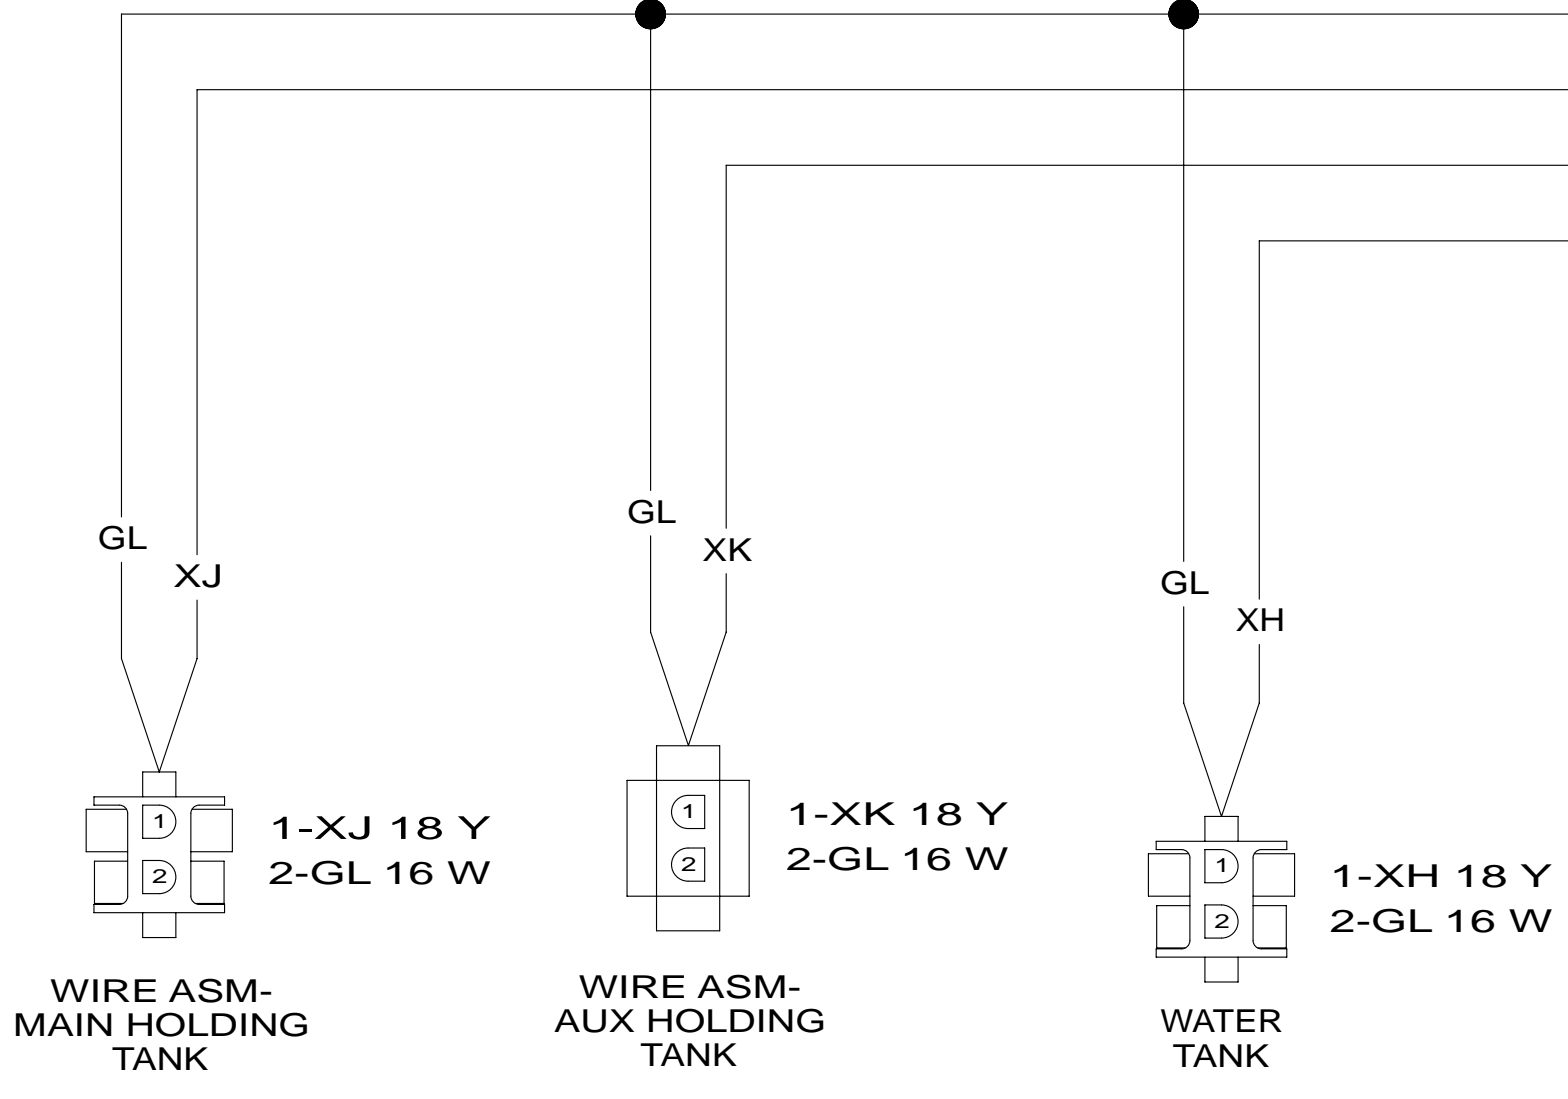 GL
XJ
GL
XK
GL
XH
1
2
1-XJ 18 Y
2-GL 16 W
WIRE ASM-
MAIN HOLDING
TANK
1
2
1-XK 18 Y
2-GL 16 W
WIRE ASM-
AUX HOLDING
TANK
1
2
1-XH 18 Y
2-GL 16 W
WATER
TANK